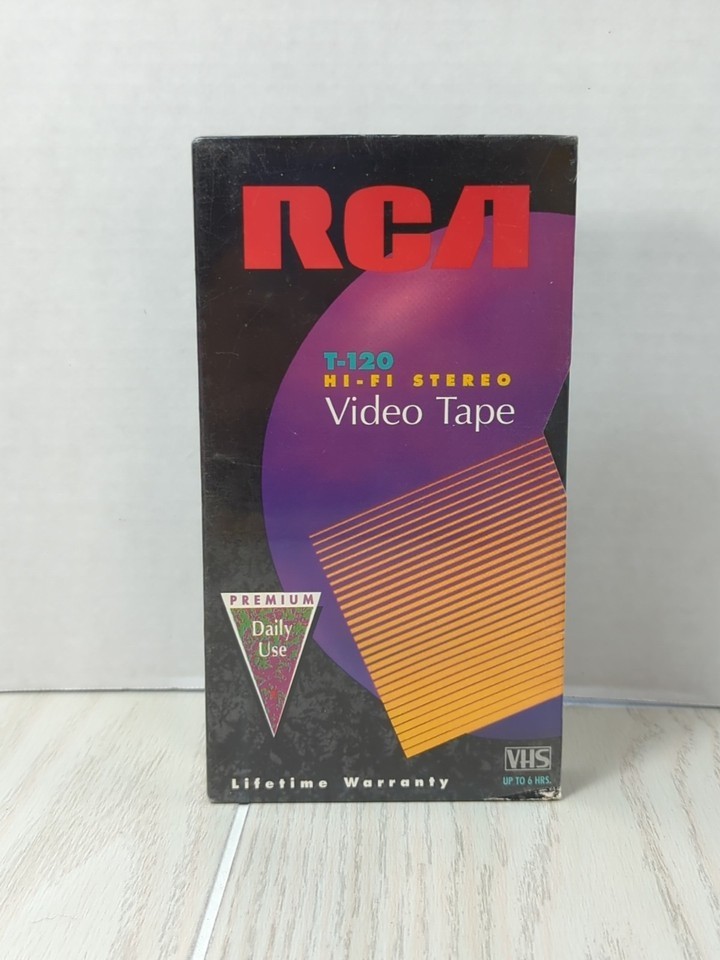 RCA
T-120
HI-FI STEREO
Video Tape
PREMIUM
Daily
Use
VHS
UP TO 6 HRS.
Lifetime Warranty